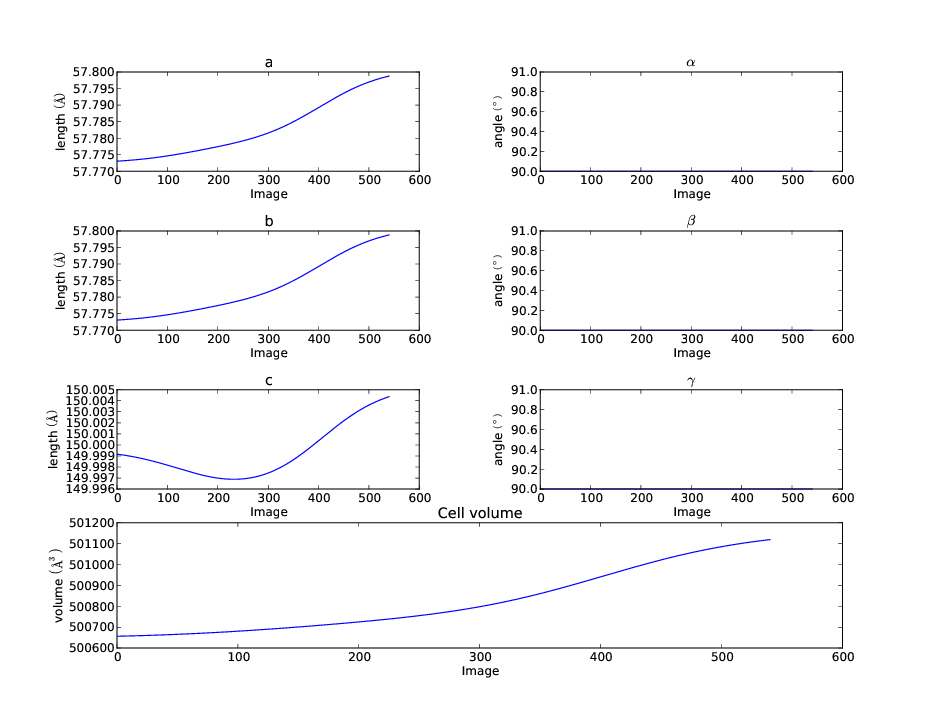 a
57.800
57.795
57.790
57.785
57.780
57.775
57.770
length (Å)
0 100 200 300 400 500 600
Image
α
91.0
90.8
90.6
90.4
90.2
90.0
angle (°)
0 100 200 300 400 500 600
Image
b
57.800
57.795
57.790
57.785
57.780
57.775
57.770
length (Å)
0 100 200 300 400 500 600
Image
β
91.0
90.8
90.6
90.4
90.2
90.0
angle (°)
0 100 200 300 400 500 600
Image
c
150.005
150.004
150.003
150.002
150.001
150.000
149.999
149.998
149.997
149.996
length (Å)
0 100 200 300 400 500 600
Image
γ
91.0
90.8
90.6
90.4
90.2
90.0
angle (°)
0 100 200 300 400 500 600
Image
Cell volume
501200
501100
501000
500900
500800
500700
500600
volume (Å³)
0 100 200 300 400 500 600
Image